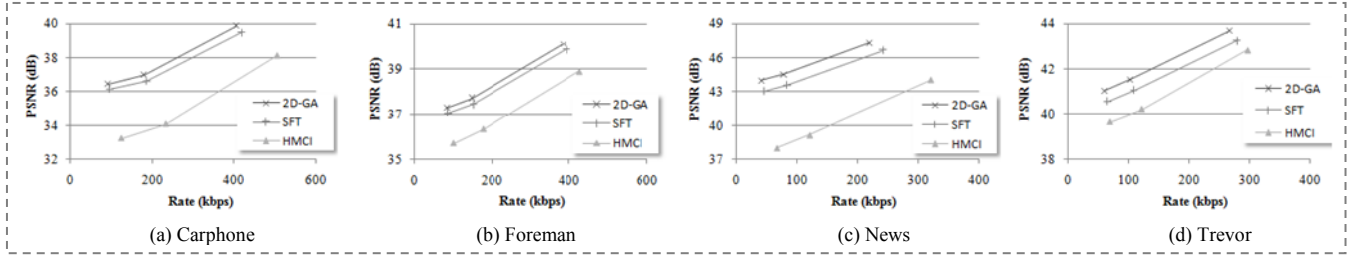 PSNR (dB)
40
38
36
34
32
2D-GA
SFT
HMCI
0 200 400 600
Rate (kbps)
(a) Carphone
PSNR (dB)
41
39
37
35
2D-GA
SFT
HMCI
0 200 400 600
Rate (kbps)
(b) Foreman
PSNR (dB)
49
46
43
40
37
2D-GA
SFT
HMCI
0 100 200 300 400
Rate (kbps)
(c) News
PSNR (dB)
44
42
40
38
2D-GA
SFT
HMCI
0 100 200 300 400
Rate (kbps)
(d) Trevor